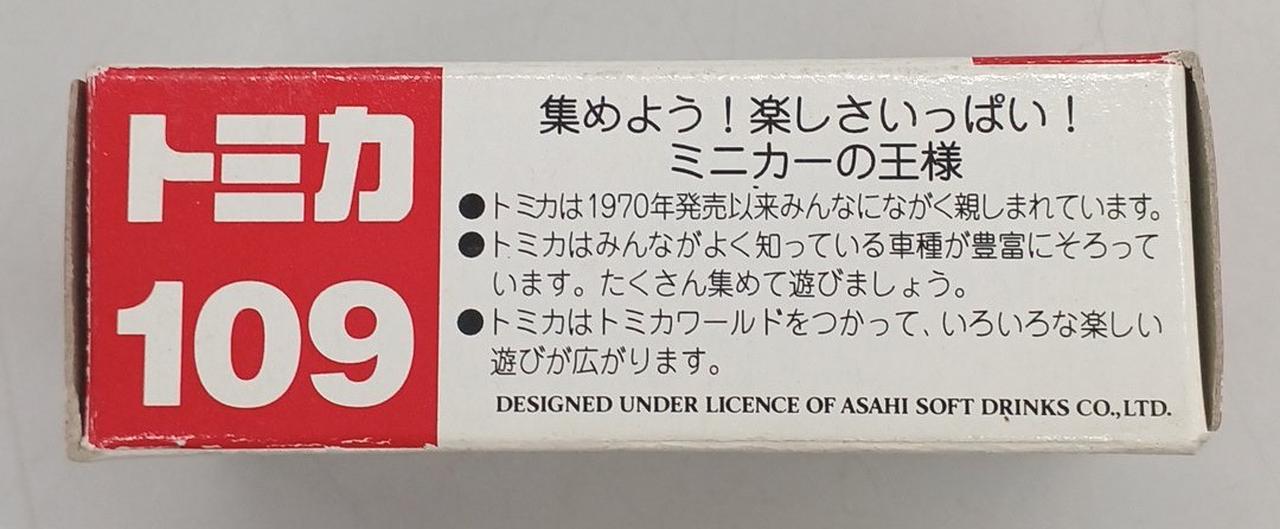 トミカ
109
集めよう！楽しさいっぱい！
ミニカーの王様
●トミカは1970年発売以来みんなにながく親しまれています。
●トミカはみんながよく知っている車種が豊富にそろって
います。たくさん集めて遊びましょう。
●トミカはトミカワールドをつかって、いろいろな楽しい
遊びが広がります。
DESIGNED UNDER LICENCE OF ASAHI SOFT DRINKS CO.,LTD.